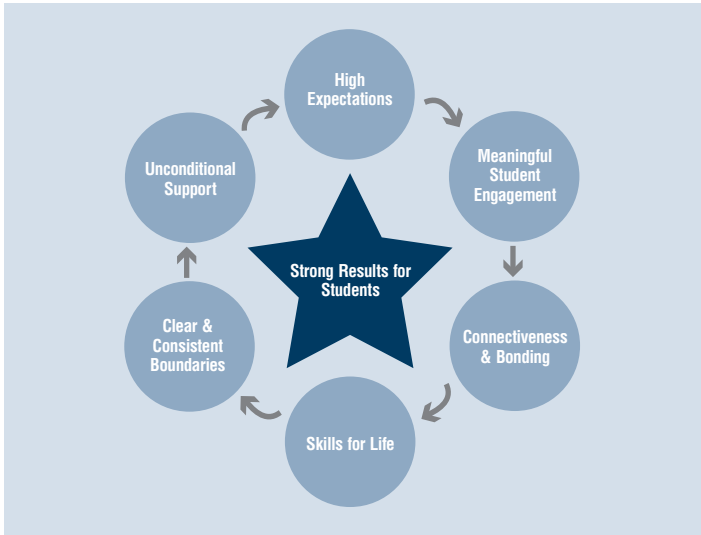 High
Expectations
Meaningful
Student
Engagement
Connectiveness
& Bonding
Skills for Life
Clear &
Consistent
Boundaries
Unconditional
Support
Strong Results for
Students